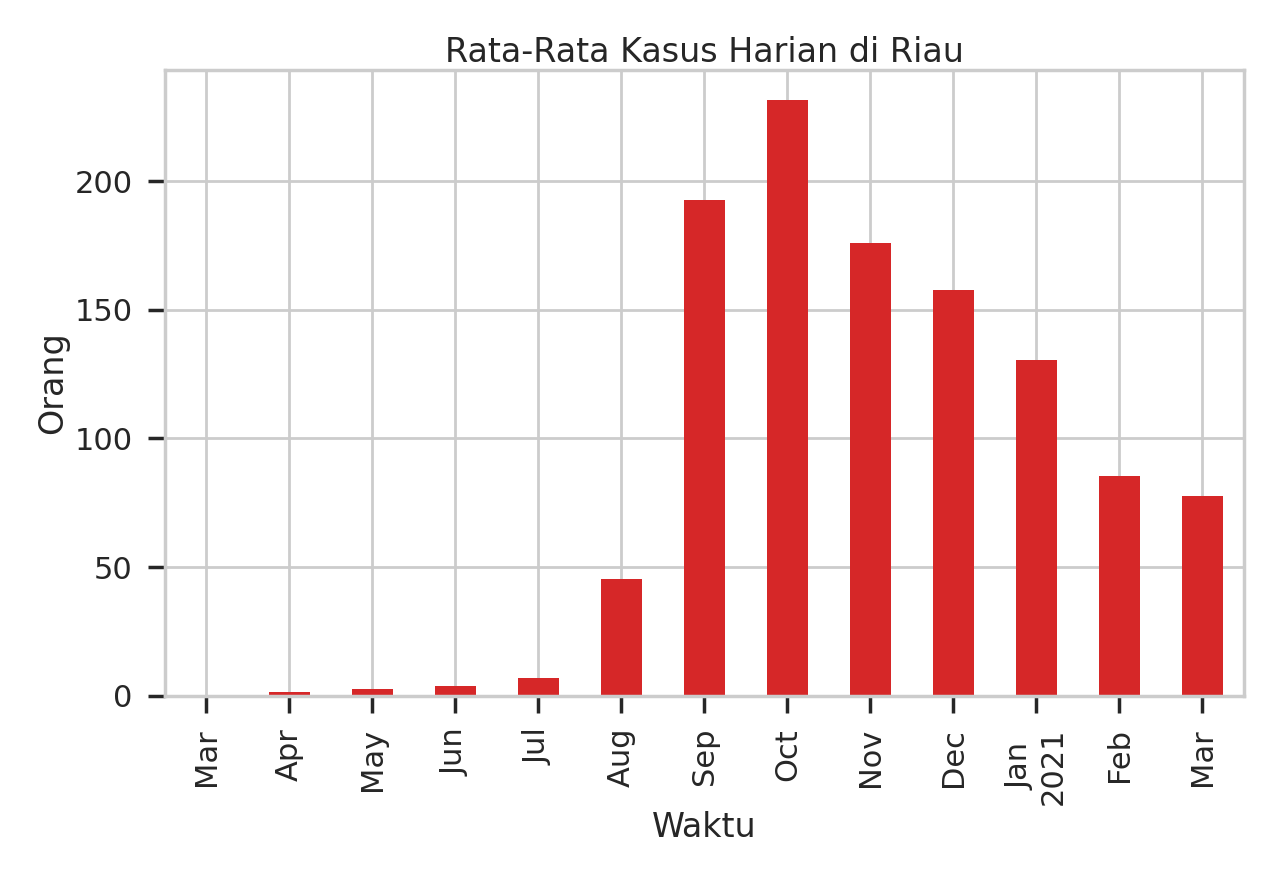 Rata-Rata Kasus Harian di Riau
Orang
200
150
100
50
0
Mar
Apr
May
Jun
Jul
Aug
Sep
Oct
Nov
Dec
Jan
2021
Feb
Mar
Waktu